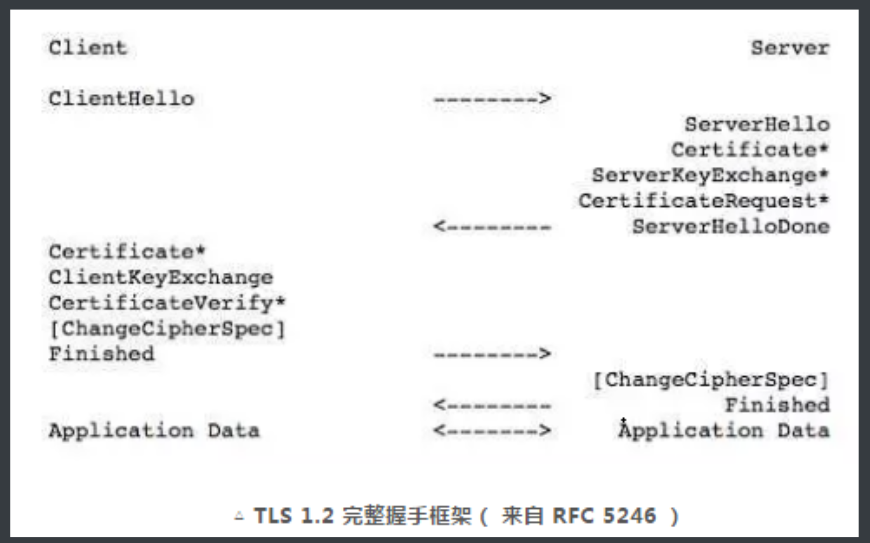 Client Server
ClientHello -------->
ServerHello
Certificate*
ServerKeyExchange*
CertificateRequest*
<-------- ServerHelloDone
Certificate*
ClientKeyExchange
CertificateVerify*
[ChangeCipherSpec]
Finished -------->
[ChangeCipherSpec]
<-------- Finished
Application Data <-------> Application Data
△ TLS 1.2 完整握手框架（ 来自 RFC 5246 ）